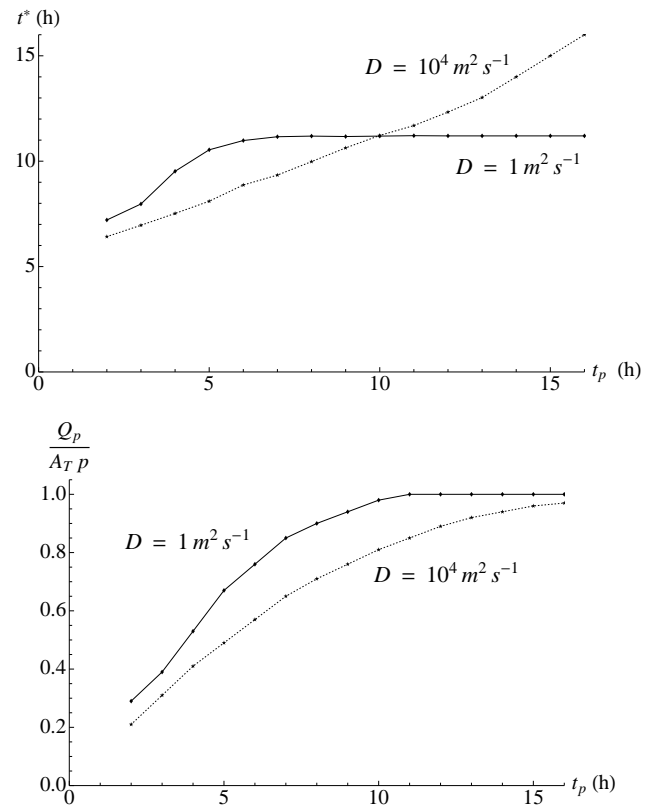 t* (h)
15
10
5
0
0
5
10
15
t_p (h)
D = 10⁴ m² s⁻¹
D = 1 m² s⁻¹
Q_p
A_T p
1.0
0.8
0.6
0.4
0.2
0.0
0
5
10
15
t_p (h)
D = 1 m² s⁻¹
D = 10⁴ m² s⁻¹